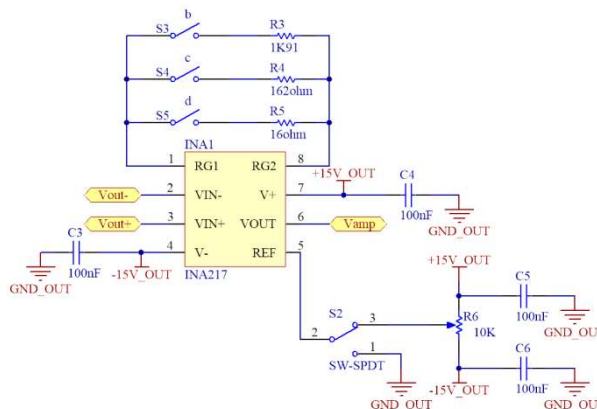 b
S3
R3
1K91
c
S4
R4
162ohm
d
S5
R5
16ohm
INA1
1 RG1 RG2 8
+15V_OUT
C4
Vout- 2 VIN- V+ 7
100nF
GND_OUT
Vout+ 3 VIN+ VOUT 6 Vamp
C3
4 V- REF 5
100nF
-15V_OUT
GND_OUT
INA217
+15V_OUT
C5
S2
3
100nF
GND_OUT
R6
2
10K
1
C6
SW-SPDT
-15V_OUT
100nF
GND_OUT
GND_OUT